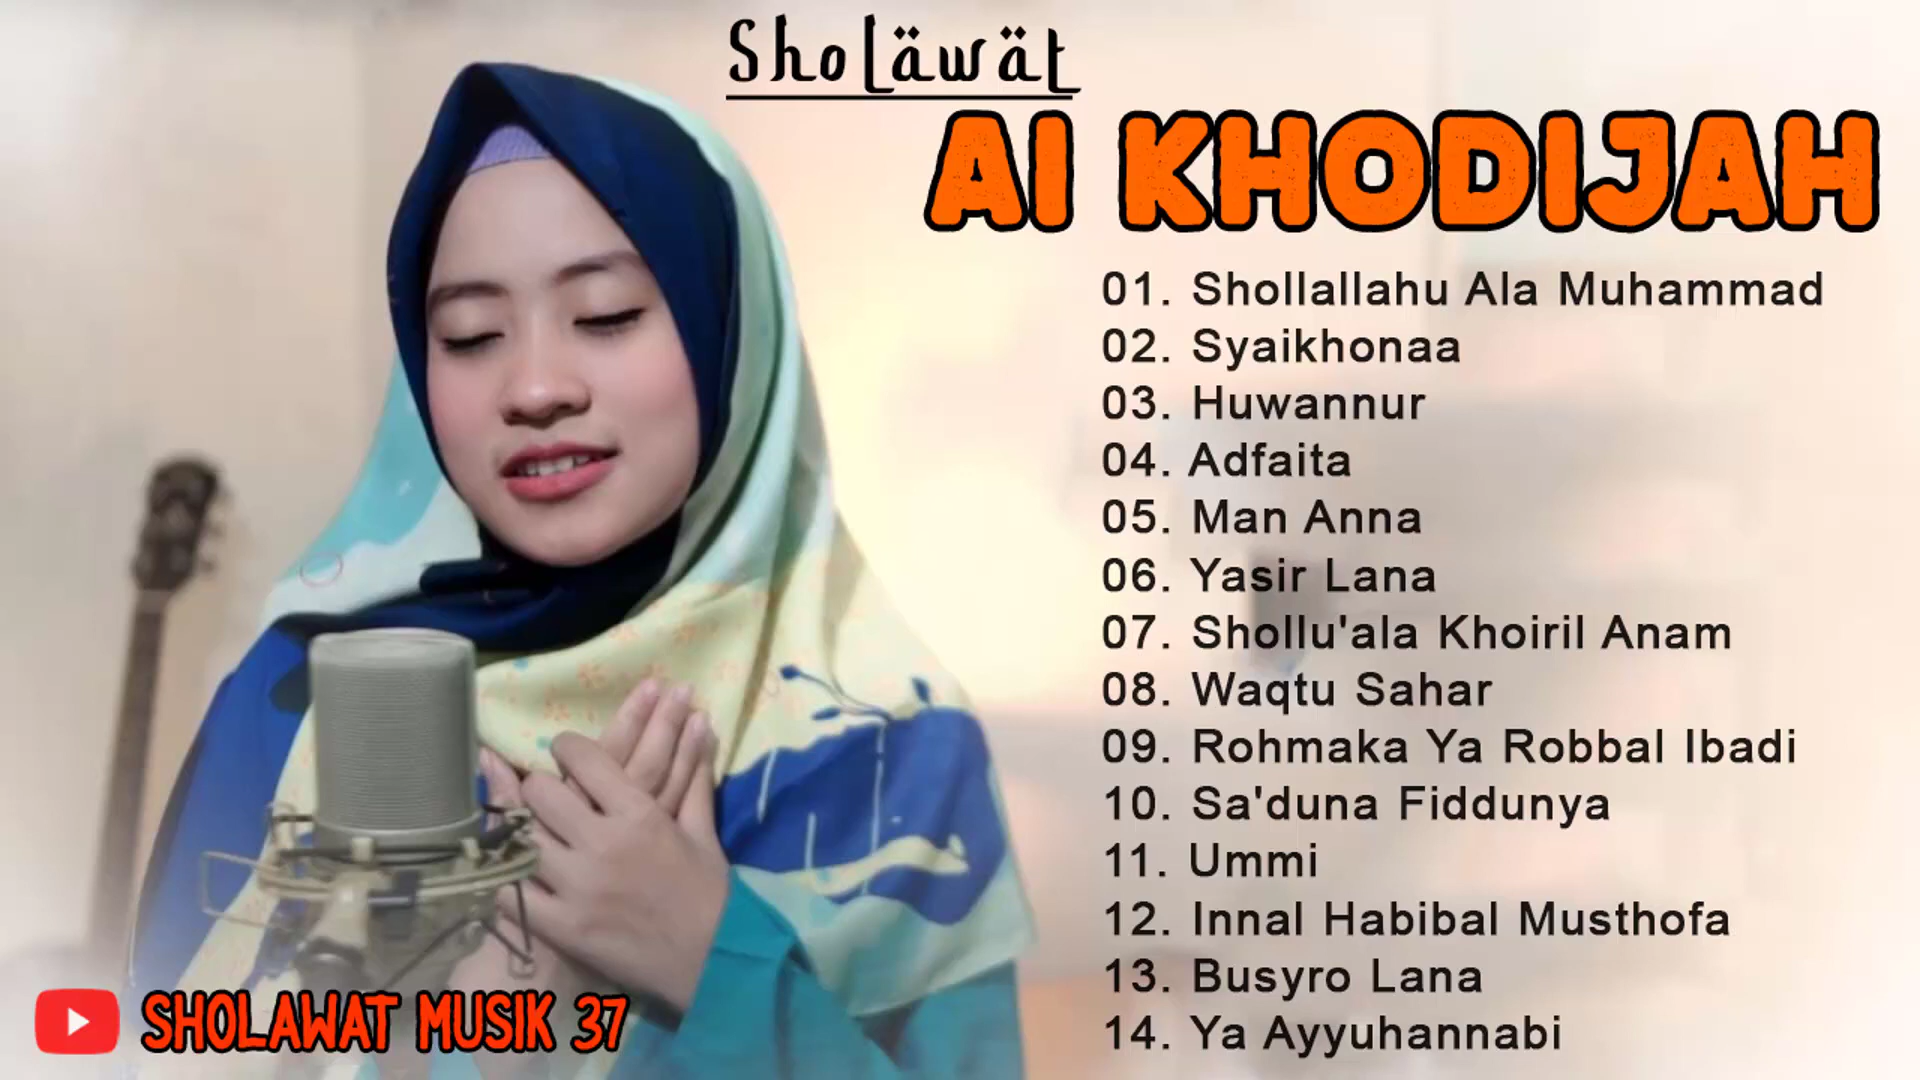 Sholäwät
AI KHODIJAH
01. Shollallahu Ala Muhammad
02. Syaikhonaa
03. Huwannur
04. Adfaita
05. Man Anna
06. Yasir Lana
07. Shollu'ala Khoiril Anam
08. Waqtu Sahar
09. Rohmaka Ya Robbal Ibadi
10. Sa'duna Fiddunya
11. Ummi
12. Innal Habibal Musthofa
13. Busyro Lana
14. Ya Ayyuhannabi
SHOLAWAT MUSIK 37